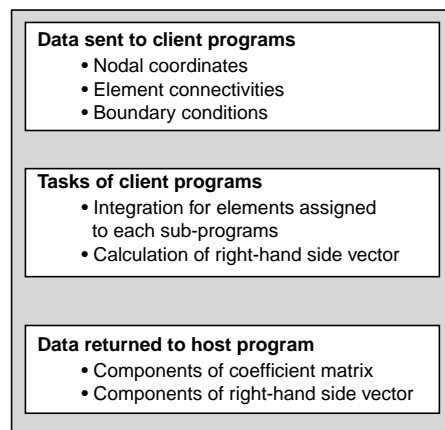 Data sent to client programs
• Nodal coordinates
• Element connectivities
• Boundary conditions
Tasks of client programs
• Integration for elements assigned
to each sub-programs
• Calculation of right-hand side vector
Data returned to host program
• Components of coefficient matrix
• Components of right-hand side vector